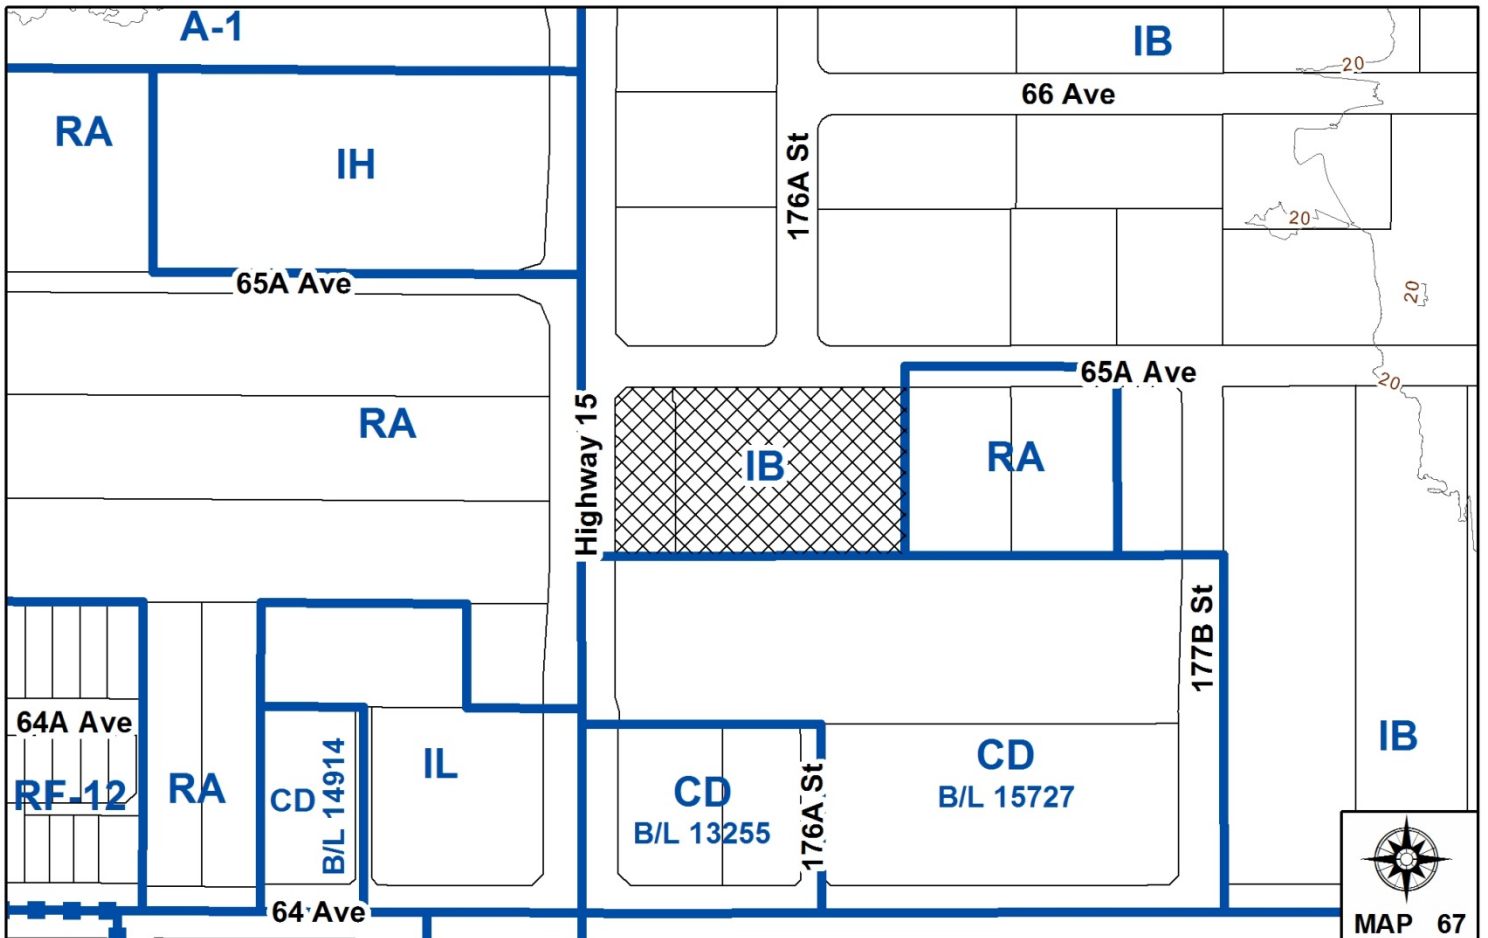 A-1
IB
20
66 Ave
RA
IH
176A St
20
65A Ave
20
65A Ave
20
RA
Highway 15
IB
RA
177B St
64A Ave
RF-12
RA
CD
B/L 14914
IL
CD
B/L 13255
176A St
CD
B/L 15727
IB
64 Ave
MAP 67